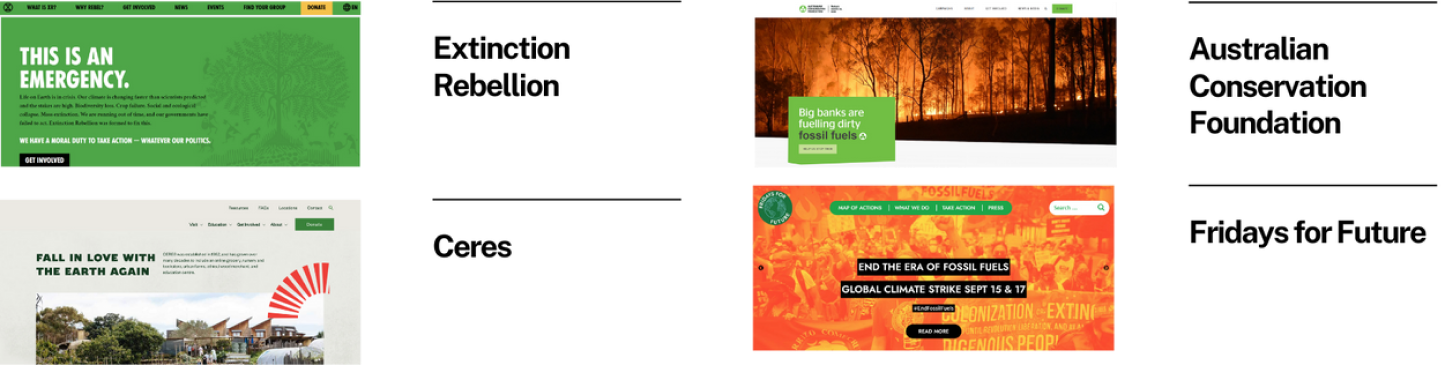 WHAT IS XR?
WHY REBEL?
GET INVOLVED
NEWS
EVENTS
FIND YOUR GROUP
DONATE
EN
THIS IS AN
EMERGENCY.
Life on Earth is in crisis. Our climate is changing faster than scientists predicted
and the stakes are high. Biodiversity loss. Crop failure. Social and ecological
collapse. Mass extinction. We are running out of time, and our governments have
failed to act. Extinction Rebellion was formed to fix this.
WE HAVE A MORAL DUTY TO TAKE ACTION — WHATEVER OUR POLITICS.
GET INVOLVED
Extinction
Rebellion
Big banks are
fuelling dirty
fossil fuels
Australian
Conservation
Foundation
Resources
FAQs
Locations
Contact
Visit
Education
Get Involved
About
Donate
FALL IN LOVE WITH
THE EARTH AGAIN
Ceres
FRIDAYS FOR
FUTURE
MAP OF ACTIONS
WHAT WE DO
TAKE ACTION
PRESS
Search ...
FOSSIL FUELS
END THE ERA OF FOSSIL FUELS
GLOBAL CLIMATE STRIKE SEPT 15 & 17
#EndFossilFuels
READ MORE
Fridays for Future